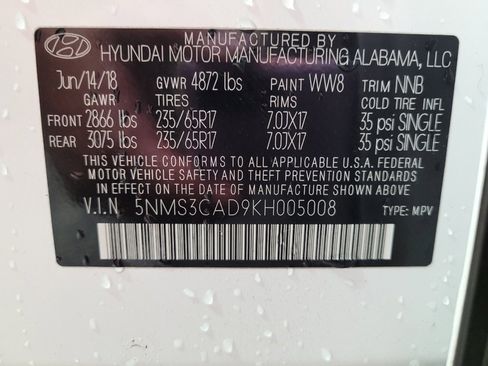 MANUFACTURED BY
HYUNDAI MOTOR MANUFACTURING ALABAMA, LLC
Jun/14/18 GVWR 4872 lbs PAINT WW8 TRIM NNB
GAWR TIRES RIMS COLD TIRE INFL
FRONT 2866 lbs 235/65R17 7.0JX17 35 psi SINGLE
REAR 3075 lbs 235/65R17 7.0JX17 35 psi SINGLE
THIS VEHICLE CONFORMS TO ALL APPLICABLE U.S.A. FEDERAL
MOTOR VEHICLE SAFETY AND THEFT PREVENTION STANDARDS
IN EFFECT ON THE DATE OF MANUFACTURE SHOWN ABOVE.
V.I.N 5NMS3CAD9KH005008 TYPE: MPV